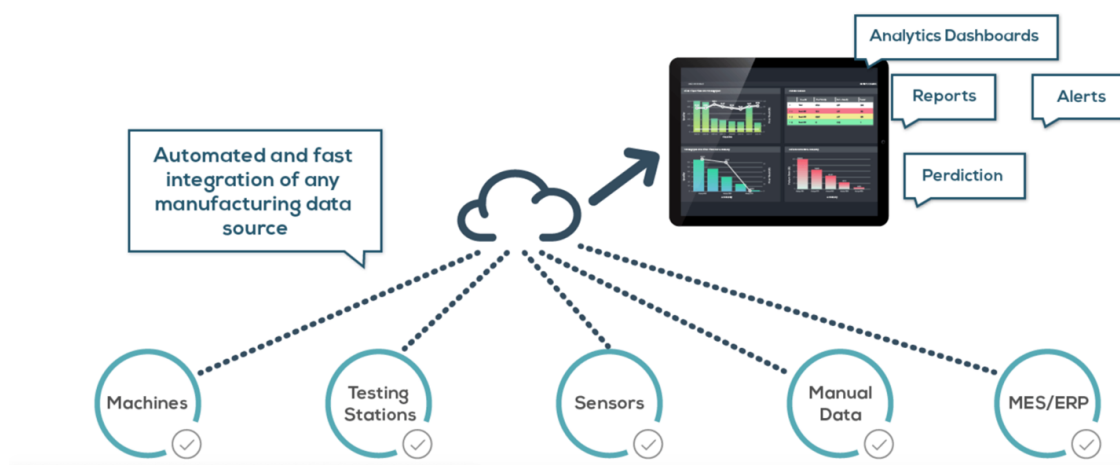 Analytics Dashboards
Reports
Alerts
Perdiction
Automated and fast
integration of any
manufacturing data
source
Machines
Testing
Stations
Sensors
Manual
Data
MES/ERP